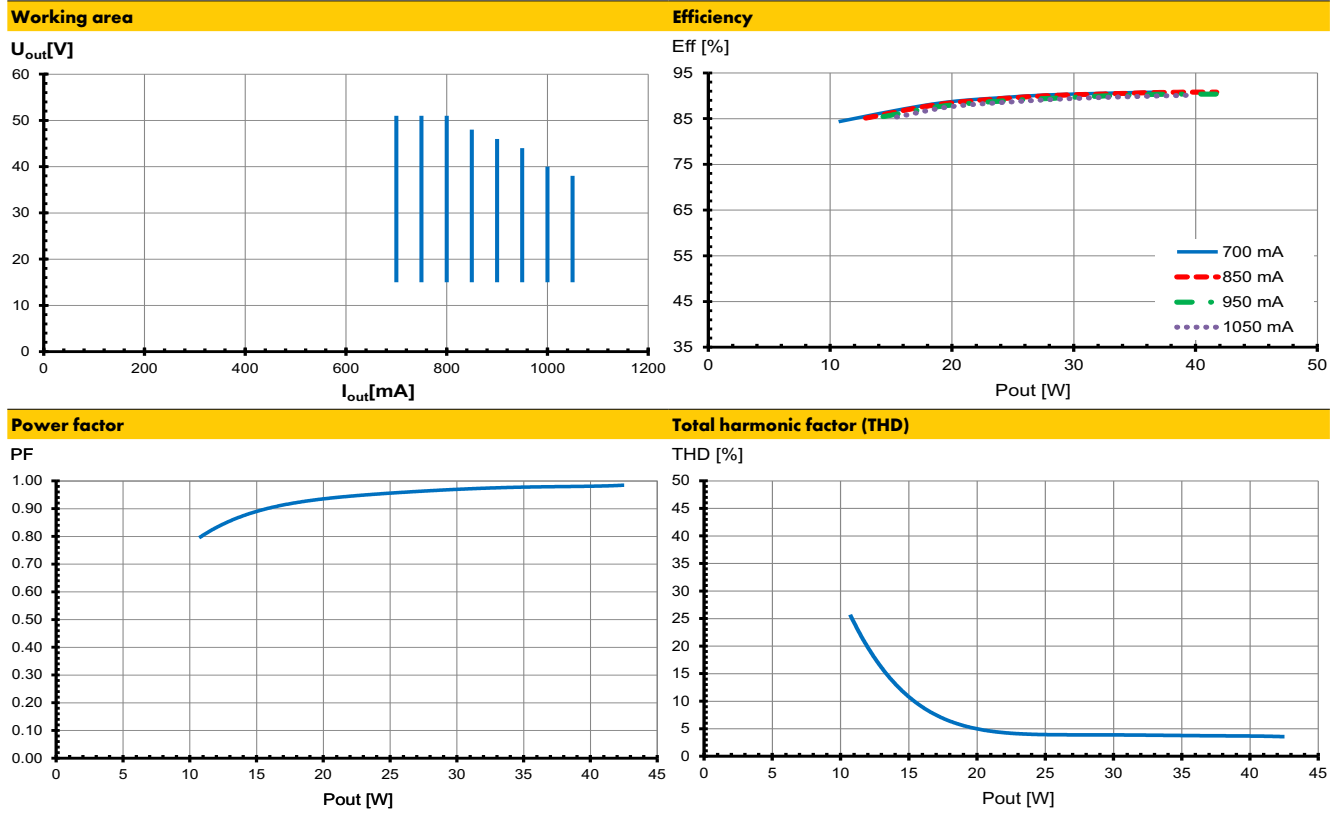 Working area
U_out[V]
60
50
40
30
20
10
0
0 200 400 600 800 1000 1200
I_out[mA]
Efficiency
Eff [%]
95
85
75
65
55
45
35
700 mA
850 mA
950 mA
1050 mA
0 10 20 30 40 50
Pout [W]
Power factor
PF
1.00
0.90
0.80
0.70
0.60
0.50
0.40
0.30
0.20
0.10
0.00
0 5 10 15 20 25 30 35 40 45
Pout [W]
Total harmonic factor (THD)
THD [%]
50
45
40
35
30
25
20
15
10
5
0
0 5 10 15 20 25 30 35 40 45
Pout [W]